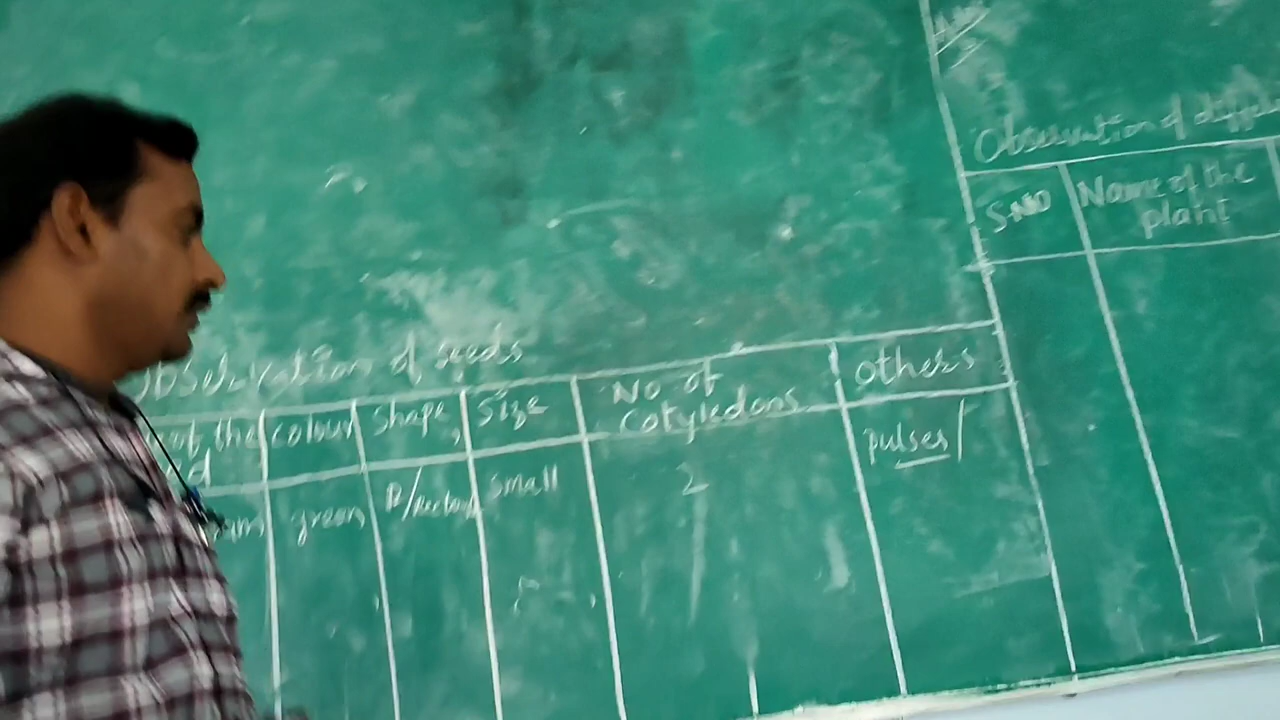 Observation of seeds
of the
colour
Shape
Size
No of
Cotyledons
Others
green
small
2
pulses/
Observation of
S.NO
Name of the
plant